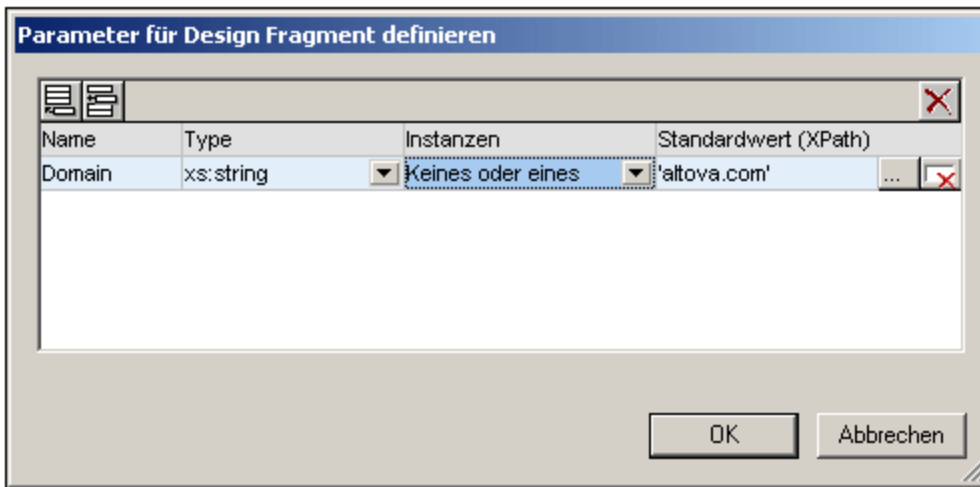 Parameter für Design Fragment definieren
Name Type Instanzen Standardwert (XPath)
Domain xs:string Keines oder eines 'altova.com' ...
OK Abbrechen